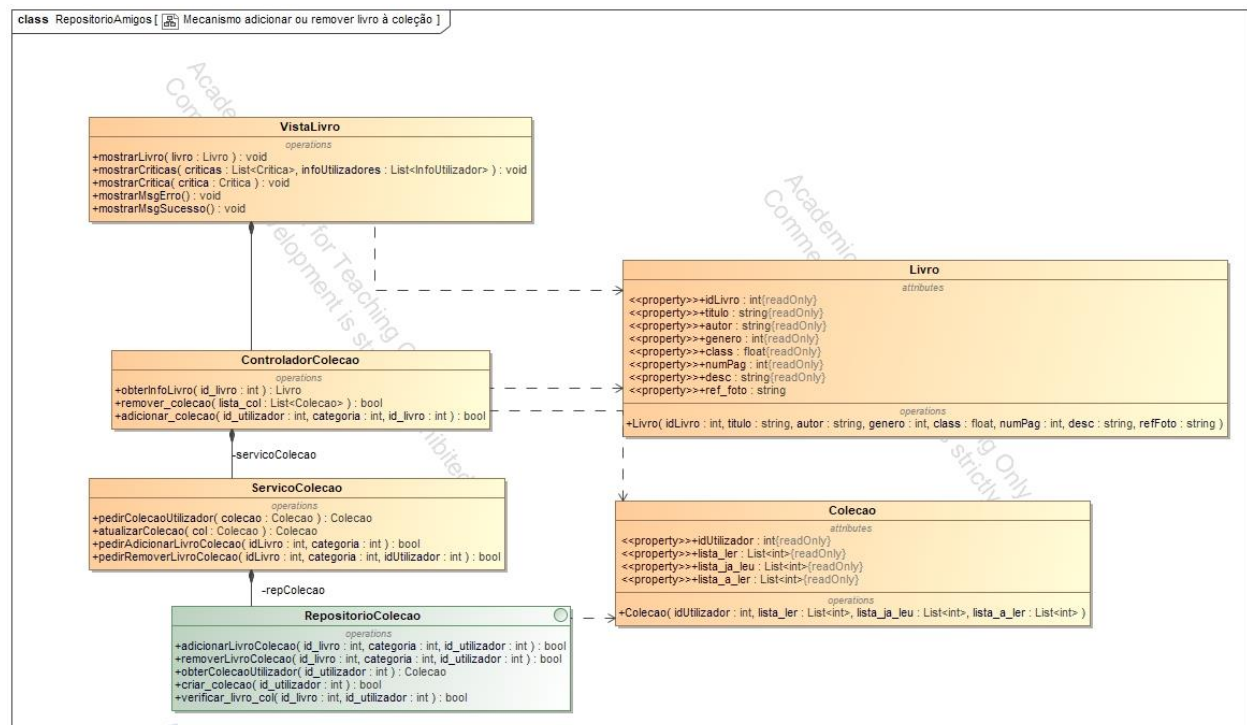 class RepositorioAmigos [ Mecanismo adicionar ou remover livro à coleção ]
VistaLivro
operations
+mostrarLivro( livro : Livro ) : void
+mostrarCriticas( criticas : List<Critica>, infoUtilizadores : List<InfoUtilizador> ) : void
+mostrarCritica( critica : Critica ) : void
+mostrarMsgErro() : void
+mostrarMsgSucesso() : void
Livro
attributes
<<property>>+idLivro : int{readOnly}
<<property>>+titulo : string{readOnly}
<<property>>+autor : string{readOnly}
<<property>>+genero : int{readOnly}
<<property>>+class : float{readOnly}
<<property>>+numPag : int{readOnly}
<<property>>+desc : string{readOnly}
<<property>>+ref_foto : string
operations
+Livro( idLivro : int, titulo : string, autor : string, genero : int, class : float, numPag : int, desc : string, refFoto : string )
ControladorColecao
operations
+obterInfoLivro( id_livro : int ) : Livro
+remover_colecao( lista_col : List<Colecao> ) : bool
+adicionar_colecao( id_utilizador : int, categoria : int, id_livro : int ) : bool
-servicoColecao
ServicoColecao
operations
+pedirColecaoUtilizador( colecao : Colecao ) : Colecao
+atualizarColecao( col : Colecao ) : Colecao
+pedirAdicionarLivroColecao( idLivro : int, categoria : int ) : bool
+pedirRemoverLivroColecao( idLivro : int, categoria : int, idUtilizador : int ) : bool
-repColecao
Colecao
attributes
<<property>>+idUtilizador : int{readOnly}
<<property>>+lista_ler : List<int>{readOnly}
<<property>>+lista_ja_leu : List<int>{readOnly}
<<property>>+lista_a_ler : List<int>{readOnly}
operations
+Colecao( idUtilizador : int, lista_ler : List<int>, lista_ja_leu : List<int>, lista_a_ler : List<int> )
RepositorioColecao
operations
+adicionarLivroColecao( id_livro : int, categoria : int, id_utilizador : int ) : bool
+removerLivroColecao( id_livro : int, categoria : int, id_utilizador : int ) : bool
+obterColecaoUtilizador( id_utilizador : int ) : Colecao
+criar_colecao( id_utilizador : int ) : bool
+verificar_livro_col( id_livro : int, id_utilizador : int ) : bool
for Teaching
is strictly
Only